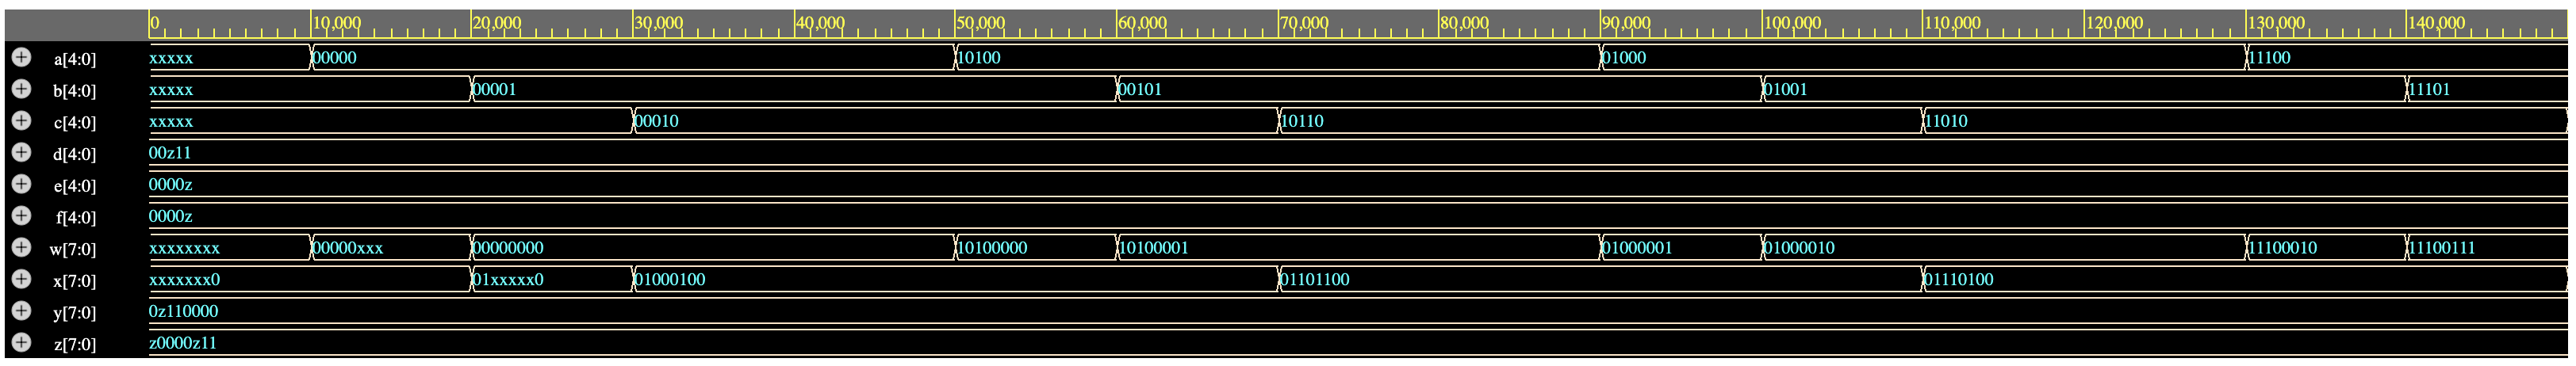 0 10,000 20,000 30,000 40,000 50,000 60,000 70,000 80,000 90,000 100,000 110,000 120,000 130,000 140,000
a[4:0] xxxxx 00000 10100 01000 11100
b[4:0] xxxxx 00001 00101 01001 11101
c[4:0] xxxxx 00010 10110 11010
d[4:0] 00z11
e[4:0] 0000z
f[4:0] 0000z
w[7:0] xxxxxxxx 00000xxx 00000000 10100000 10100001 01000001 01000010 11100010 11100111
x[7:0] xxxxxxx0 01xxxxx0 01000100 01101100 01110100
y[7:0] 0z110000
z[7:0] z0000z11